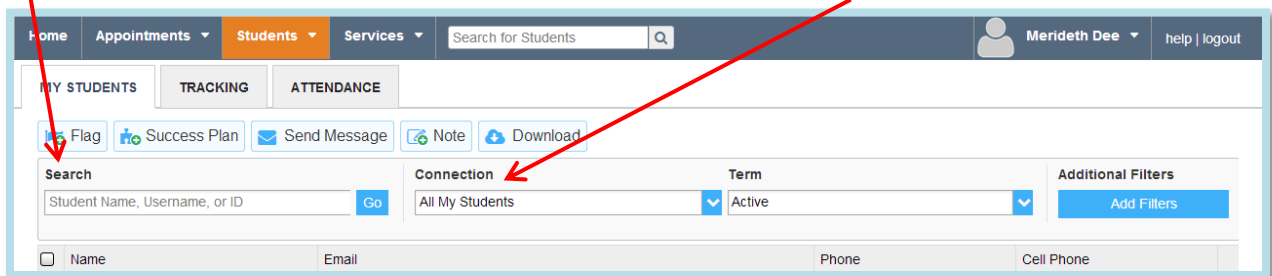 Home Appointments Students Services Search for Students Merideth Dee help | logout
MY STUDENTS TRACKING ATTENDANCE
Flag Success Plan Send Message Note Download
Search Connection Term Additional Filters
Student Name, Username, or ID Go All My Students Active Add Filters
Name Email Phone Cell Phone